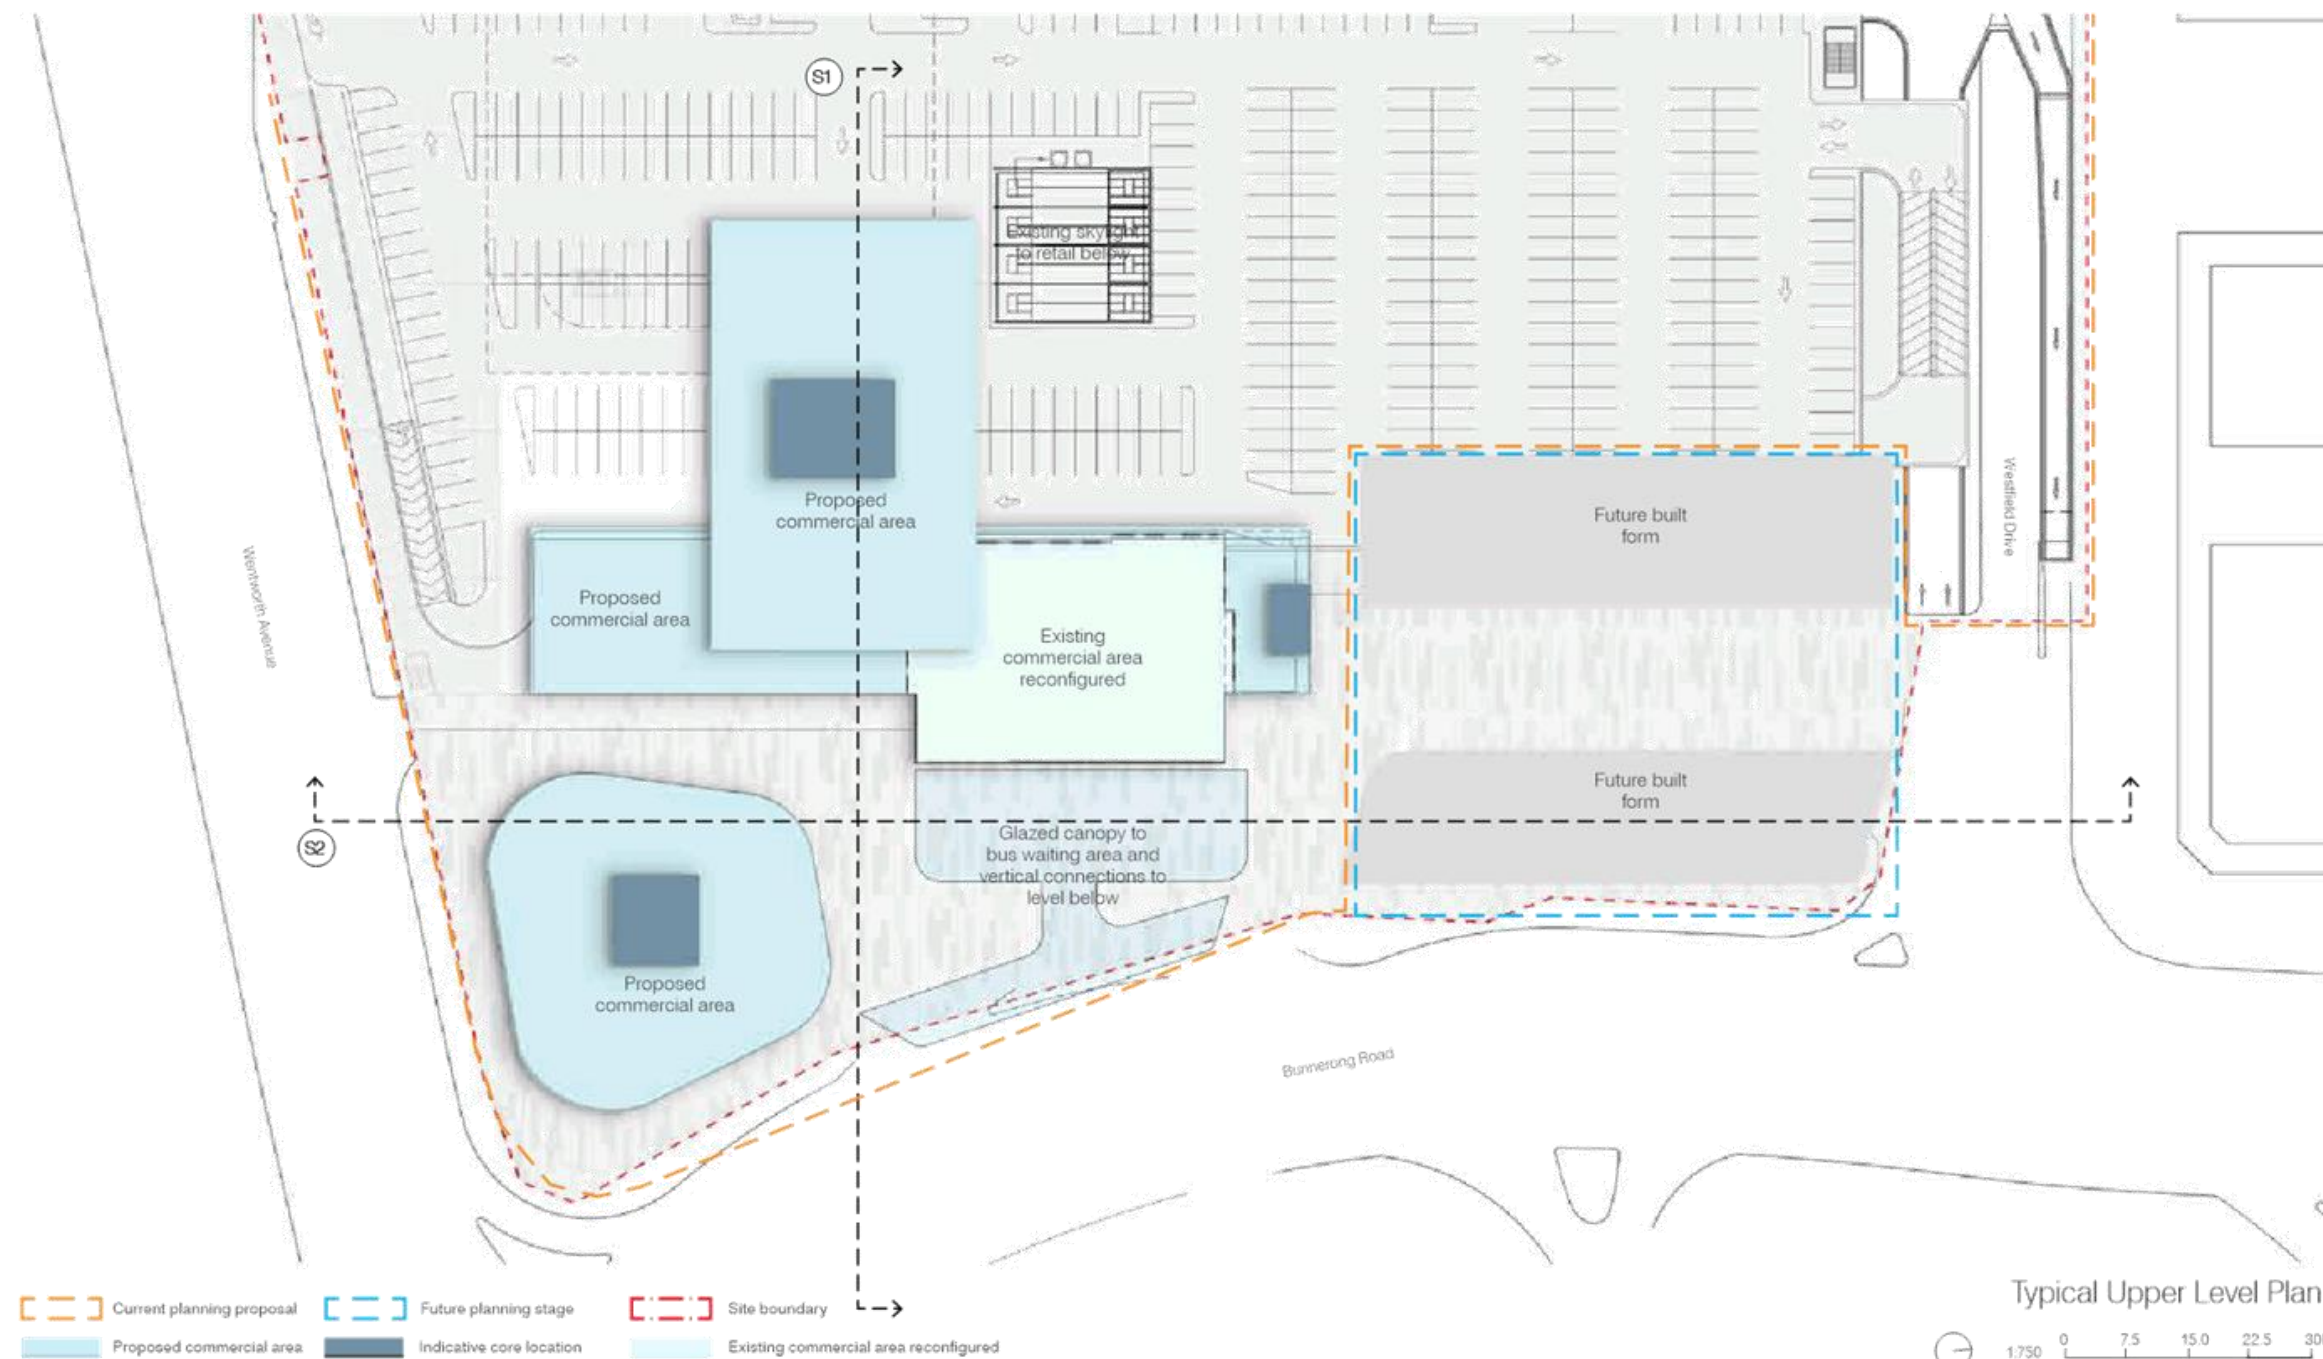 S1
Existing skylight
to retail below
Proposed
commercial area
Future built
form
Westfield Drive
Wentworth Avenue
Proposed
commercial area
Existing
commercial area
reconfigured
Future built
form
S2
Glazed canopy to
bus waiting area and
vertical connections to
level below
Proposed
commercial area
Bunnerong Road
Typical Upper Level Plan
Current planning proposal
Future planning stage
Site boundary
Proposed commercial area
Indicative core location
Existing commercial area reconfigured
1:750
0 7.5 15.0 22.5 30